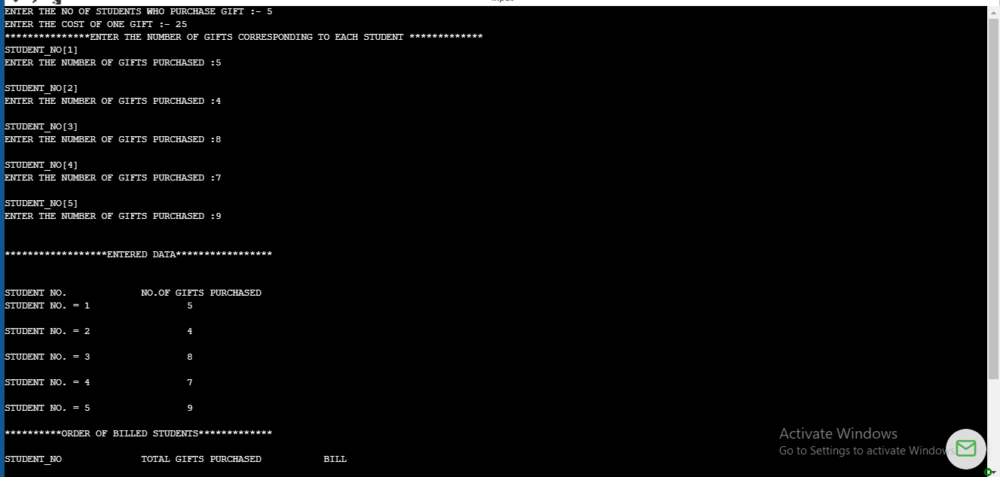 ENTER THE NO OF STUDENTS WHO PURCHASE GIFT :- 5
ENTER THE COST OF ONE GIFT :- 25
***************ENTER THE NUMBER OF GIFTS CORRESPONDING TO EACH STUDENT *************
STUDENT_NO[1]
ENTER THE NUMBER OF GIFTS PURCHASED :5
STUDENT_NO[2]
ENTER THE NUMBER OF GIFTS PURCHASED :4
STUDENT_NO[3]
ENTER THE NUMBER OF GIFTS PURCHASED :8
STUDENT_NO[4]
ENTER THE NUMBER OF GIFTS PURCHASED :7
STUDENT_NO[5]
ENTER THE NUMBER OF GIFTS PURCHASED :9
******************ENTERED DATA*****************
STUDENT NO. NO.OF GIFTS PURCHASED
STUDENT NO. = 1 5
STUDENT NO. = 2 4
STUDENT NO. = 3 8
STUDENT NO. = 4 7
STUDENT NO. = 5 9
**********ORDER OF BILLED STUDENTS*************
STUDENT_NO TOTAL GIFTS PURCHASED BILL
Activate Windows
Go to Settings to activate Windows